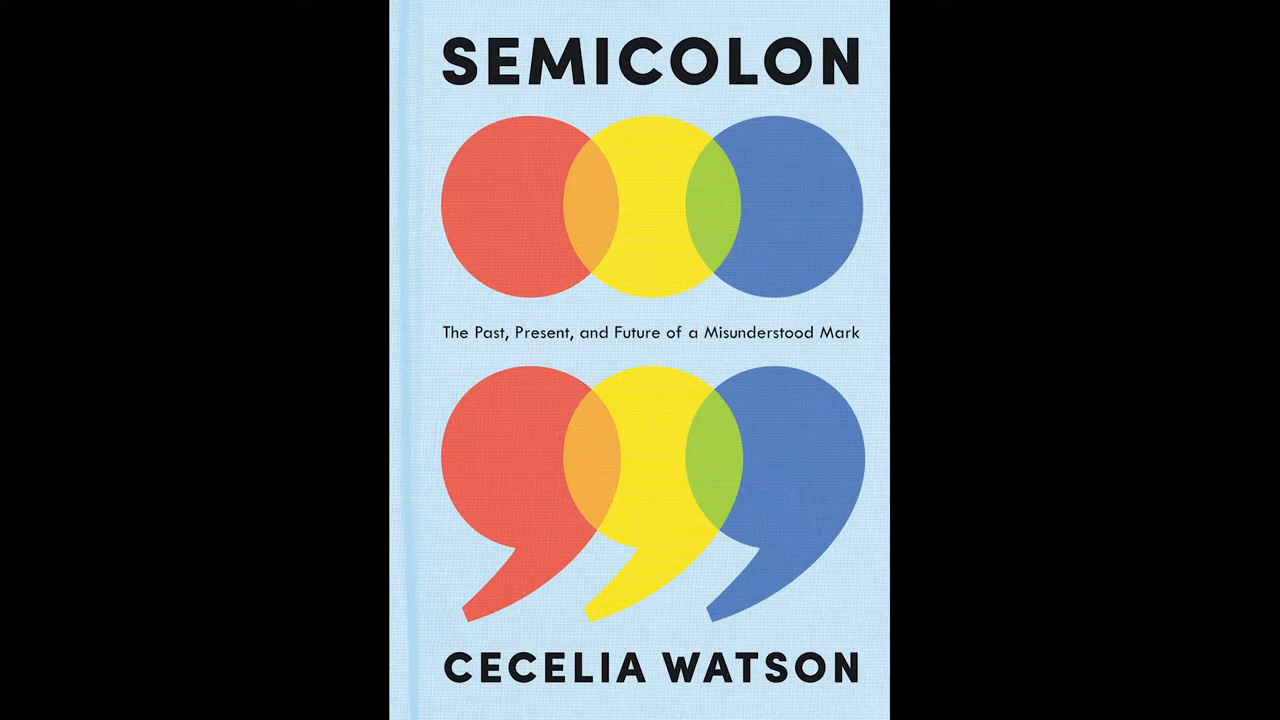 SEMICOLON
The Past, Present, and Future of a Misunderstood Mark
CECELIA WATSON